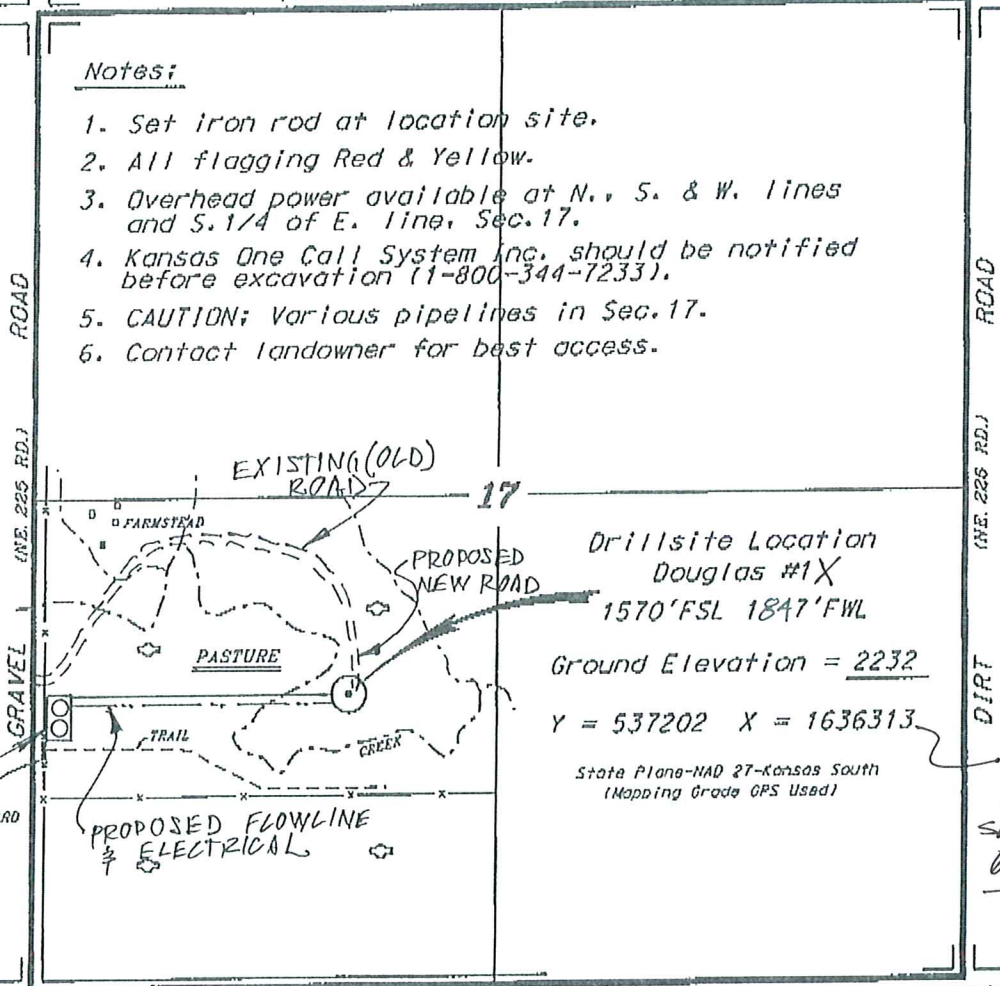 Notes:
1. Set iron rod at location site.
2. All flagging Red & Yellow.
3. Overhead power available at N., S. & W. lines
and S.1/4 of E. line, Sec.17.
4. Kansas One Call System Inc. should be notified
before excavation (1-800-344-7233).
5. CAUTION: Various pipelines in Sec.17.
6. Contact landowner for best access.
ROAD
(NE. 225 RD.)
GRAVEL
ROAD
(NE. 226 RD.)
DIRT
EXISTING (OLD)
ROAD
17
FARMSTEAD
PROPOSED
NEW ROAD
PASTURE
TRAIL
CREEK
PROPOSED FLOWLINE
& ELECTRICAL
Drillsite Location
Douglas #1X
1570'FSL 1847'FWL
Ground Elevation = 2232
Y = 537202 X = 1636313
State Plane-NAD 27-Kansas South
(Mapping Grade GPS Used)
RD